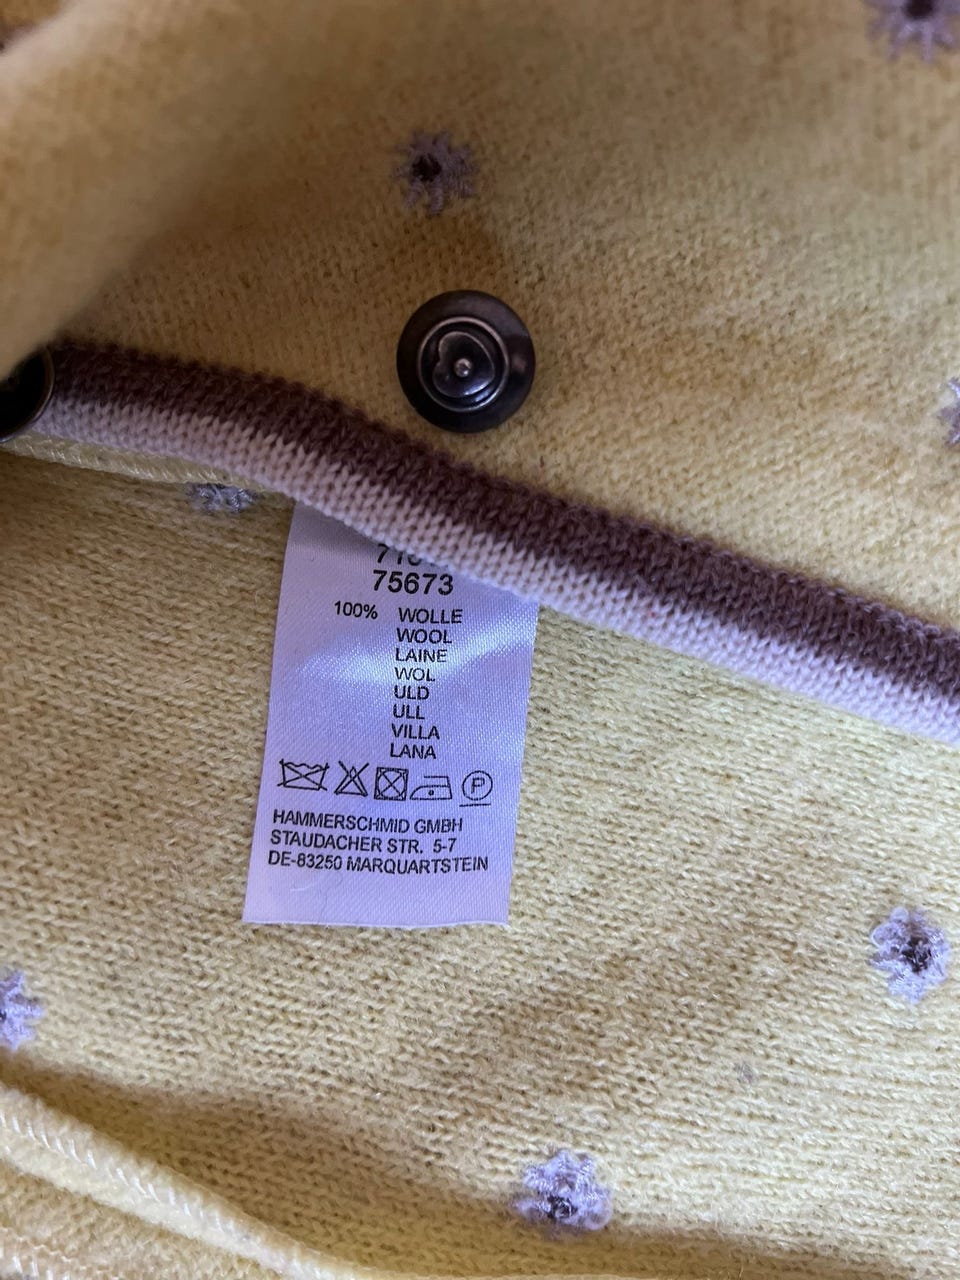 75673
100% WOLLE
WOOL
LAINE
WOL
ULD
ULL
VILLA
LANA
P
HAMMERSCHMID GMBH
STAUDACHER STR. 5-7
DE-83250 MARQUARTSTEIN